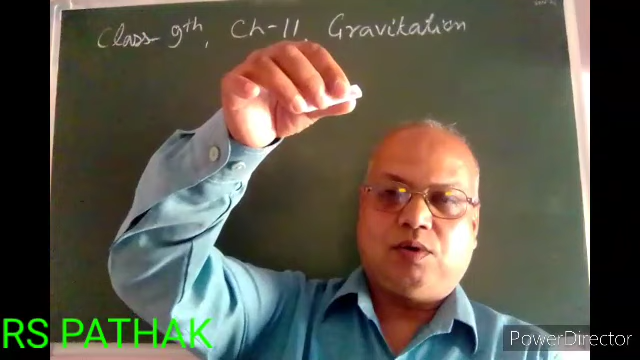 Class 9th, Ch-11, Gravitation
RS PATHAK
PowerDirector